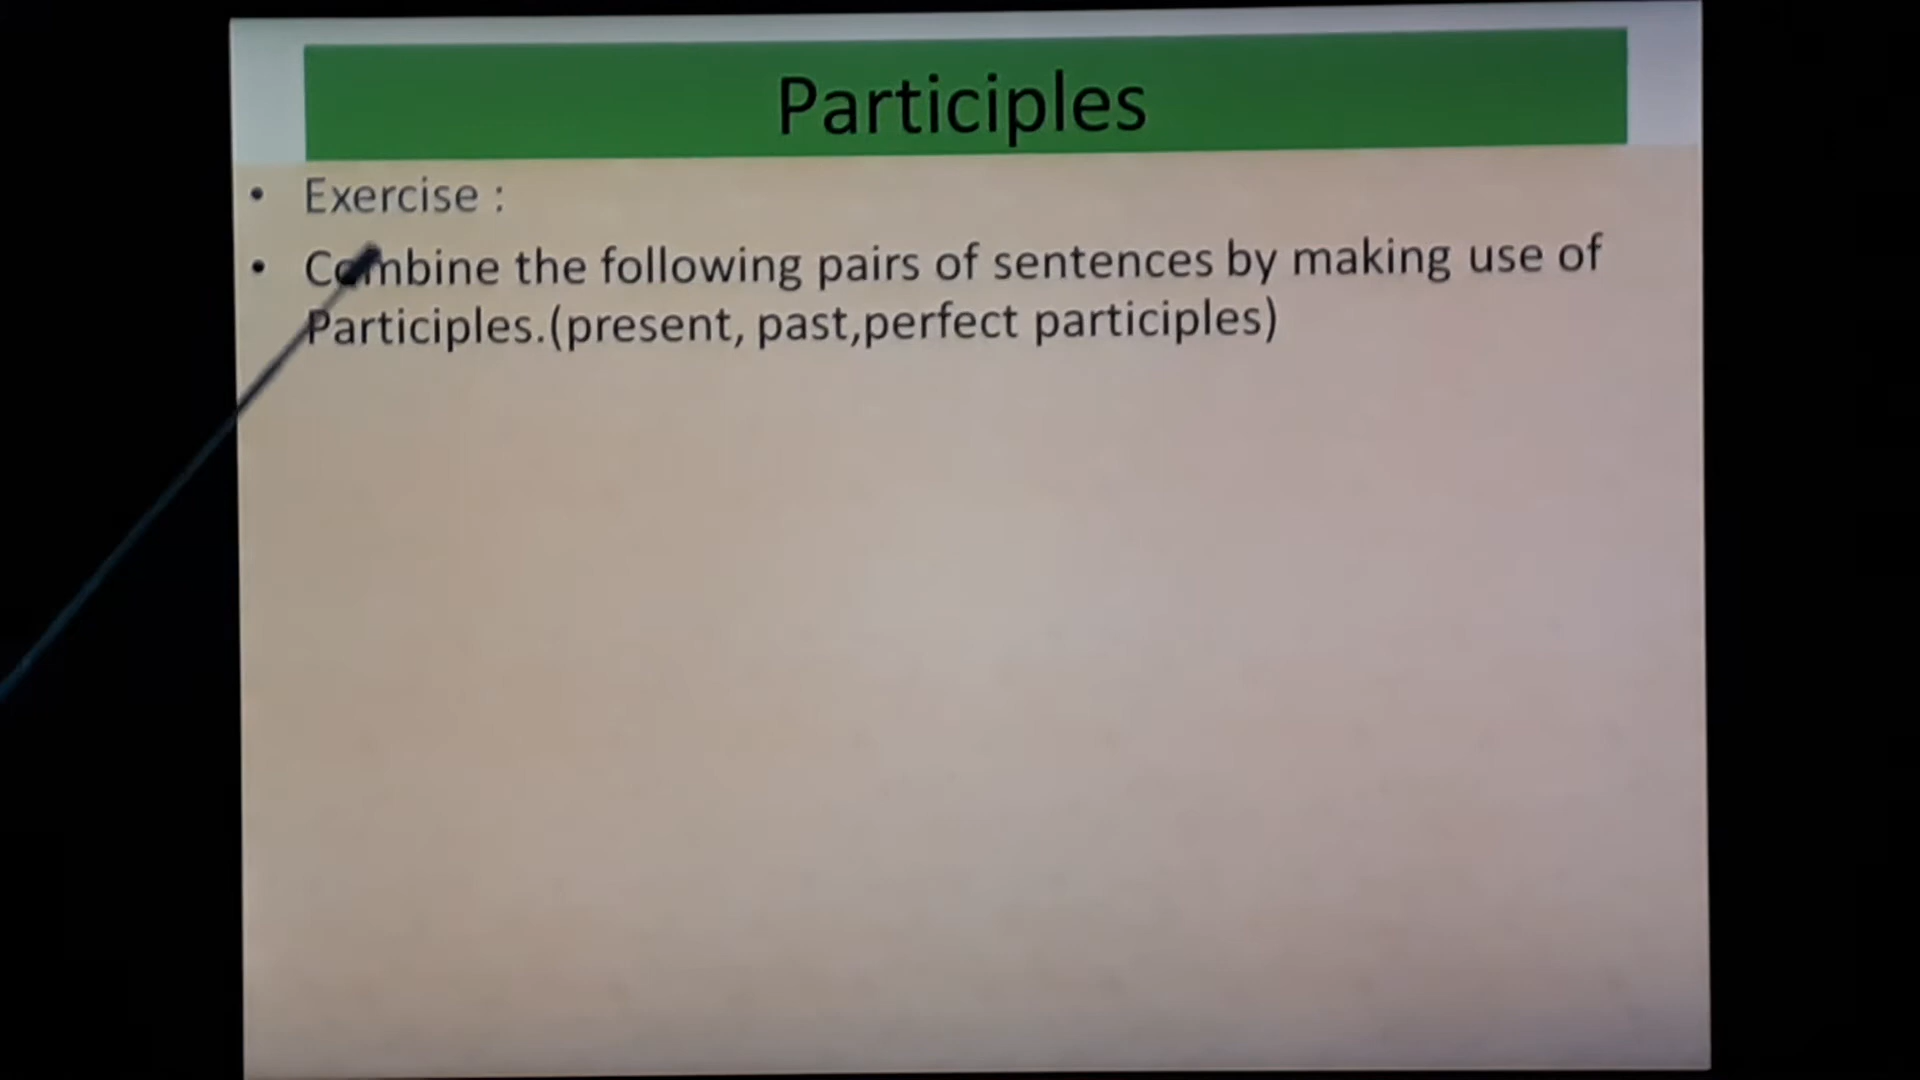 Participles
• Exercise :
• Combine the following pairs of sentences by making use of
Participles.(present, past,perfect participles)